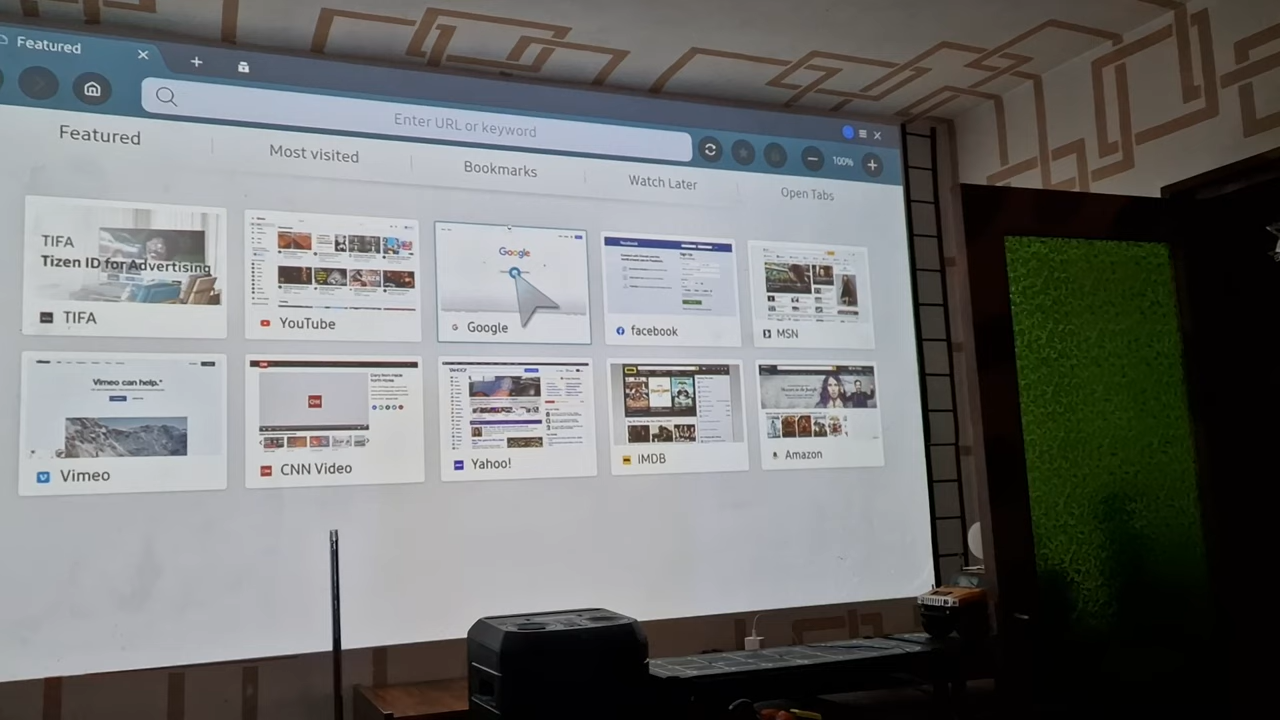 Featured
Enter URL or keyword
100%
Featured
Most visited
Bookmarks
Watch Later
Open Tabs
TIFA
Tizen ID for Advertising
TIFA
YouTube
Google
Google
facebook
MSN
Vimeo can help.
Vimeo
CNN Video
YAHOO!
Yahoo!
IMDB
Amazon